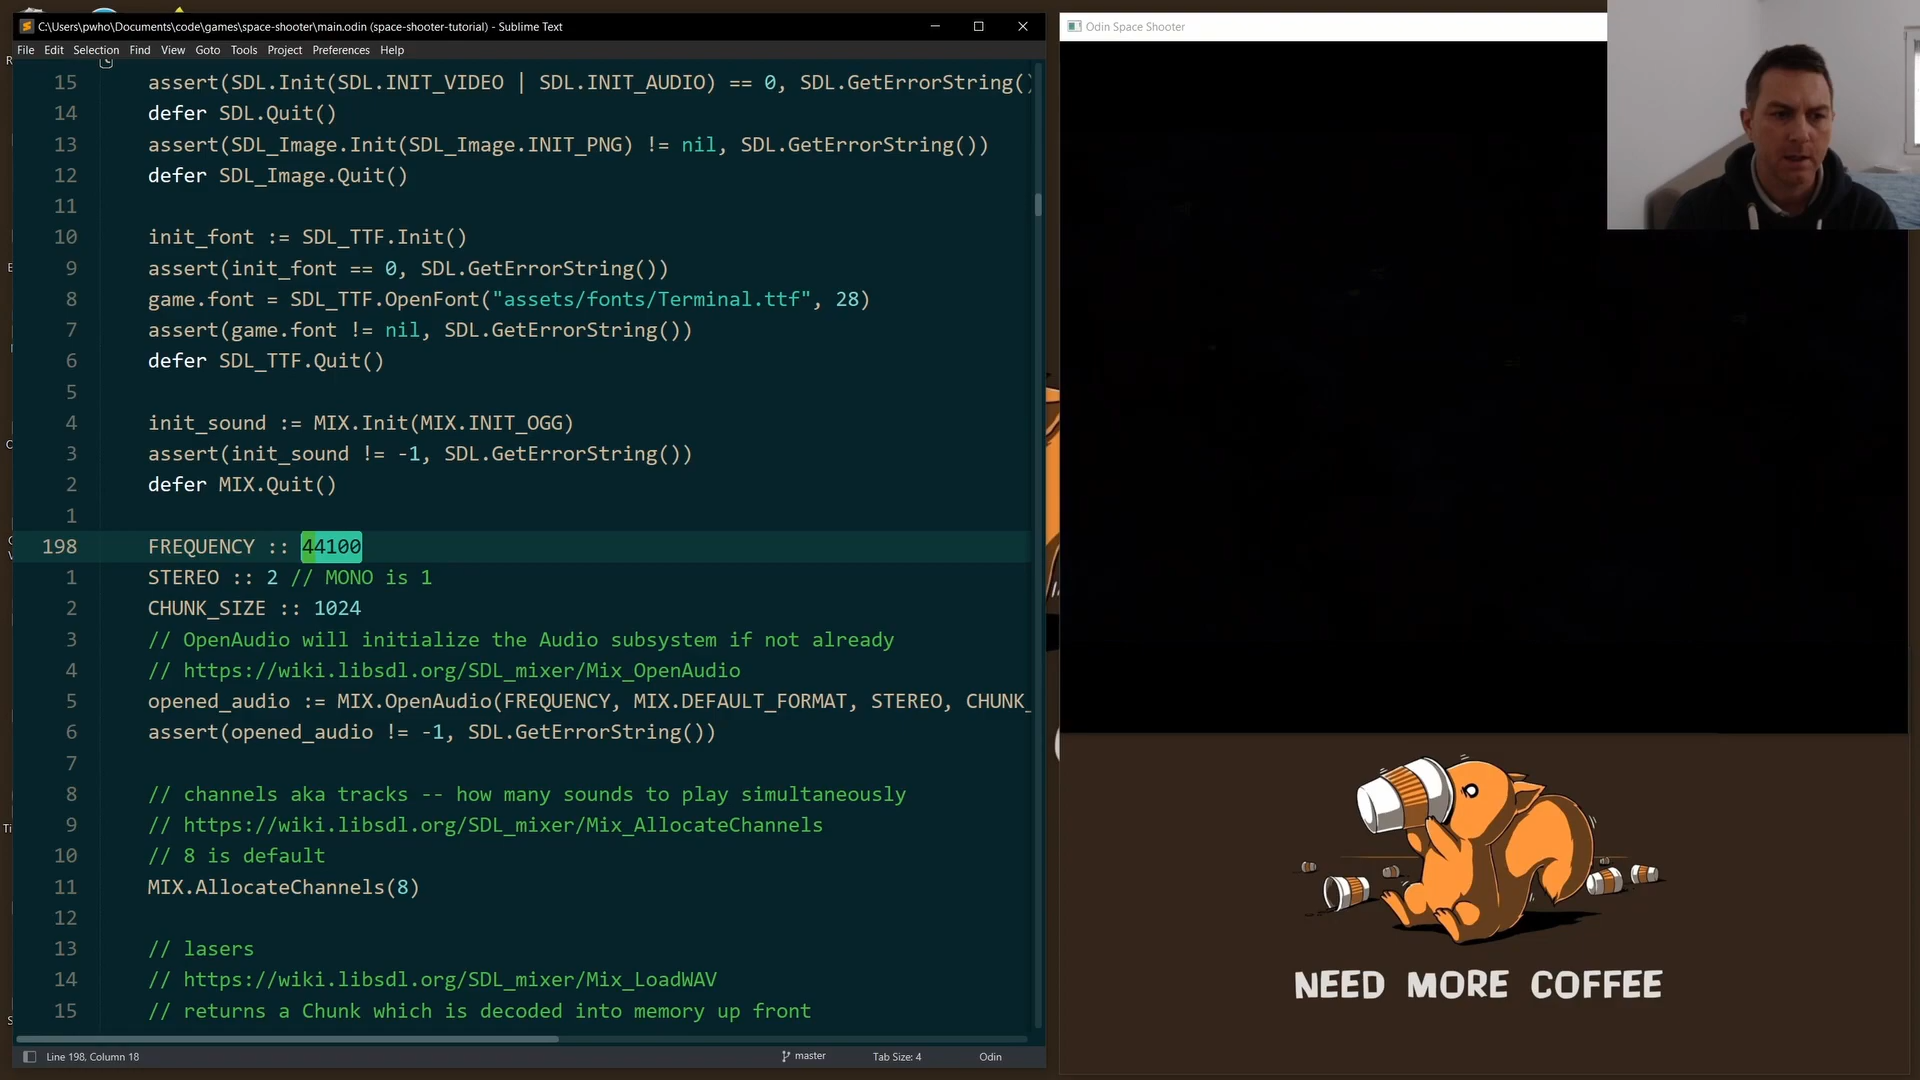 C:\Users\pwho\Documents\code\games\space-shooter\main.odin (space-shooter-tutorial) - Sublime Text
File Edit Selection Find View Goto Tools Project Preferences Help
15 assert(SDL.Init(SDL.INIT_VIDEO | SDL.INIT_AUDIO) == 0, SDL.GetErrorString()
14 defer SDL.Quit()
13 assert(SDL_Image.Init(SDL_Image.INIT_PNG) != nil, SDL.GetErrorString())
12 defer SDL_Image.Quit()
11
10 init_font := SDL_TTF.Init()
9 assert(init_font == 0, SDL.GetErrorString())
8 game.font = SDL_TTF.OpenFont("assets/fonts/Terminal.ttf", 28)
7 assert(game.font != nil, SDL.GetErrorString())
6 defer SDL_TTF.Quit()
5
4 init_sound := MIX.Init(MIX.INIT_OGG)
3 assert(init_sound != -1, SDL.GetErrorString())
2 defer MIX.Quit()
1
198 FREQUENCY :: 44100
1 STEREO :: 2 // MONO is 1
2 CHUNK_SIZE :: 1024
3 // OpenAudio will initialize the Audio subsystem if not already
4 // https://wiki.libsdl.org/SDL_mixer/Mix_OpenAudio
5 opened_audio := MIX.OpenAudio(FREQUENCY, MIX.DEFAULT_FORMAT, STEREO, CHUNK_
6 assert(opened_audio != -1, SDL.GetErrorString())
7
8 // channels aka tracks -- how many sounds to play simultaneously
9 // https://wiki.libsdl.org/SDL_mixer/Mix_AllocateChannels
10 // 8 is default
11 MIX.AllocateChannels(8)
12
13 // lasers
14 // https://wiki.libsdl.org/SDL_mixer/Mix_LoadWAV
15 // returns a Chunk which is decoded into memory up front
Line 198, Column 18
master
Tab Size: 4
Odin
Odin Space Shooter
NEED MORE COFFEE